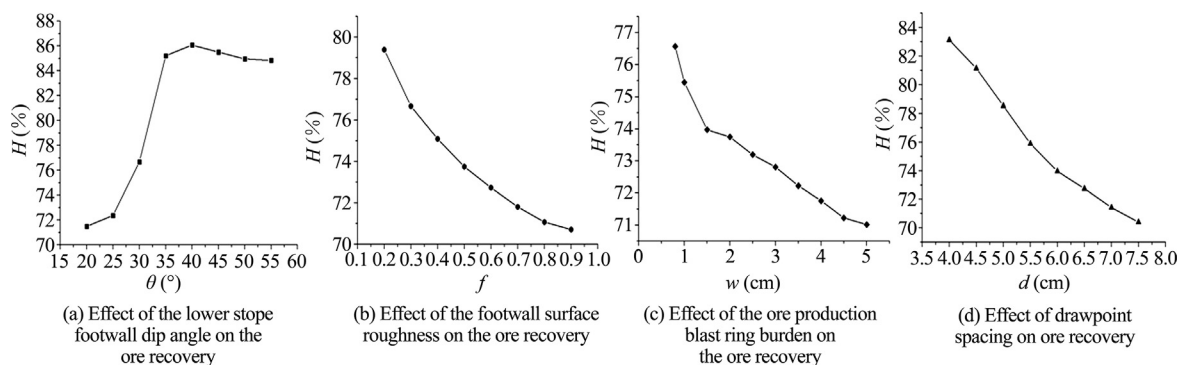 H (%)
88
86
84
82
80
78
76
74
72
70
15 20 25 30 35 40 45 50 55 60
θ (°)
(a) Effect of the lower stope
footwall dip angle on the
ore recovery
H (%)
80
78
76
74
72
70
0.1 0.2 0.3 0.4 0.5 0.6 0.7 0.8 0.9 1.0
f
(b) Effect of the footwall surface
roughness on the ore recovery
H (%)
77
76
75
74
73
72
71
0 1 2 3 4 5
w (cm)
(c) Effect of the ore production
blast ring burden on
the ore recovery
H (%)
84
82
80
78
76
74
72
70
3.5 4.0 4.5 5.0 5.5 6.0 6.5 7.0 7.5 8.0
d (cm)
(d) Effect of drawpoint
spacing on ore recovery